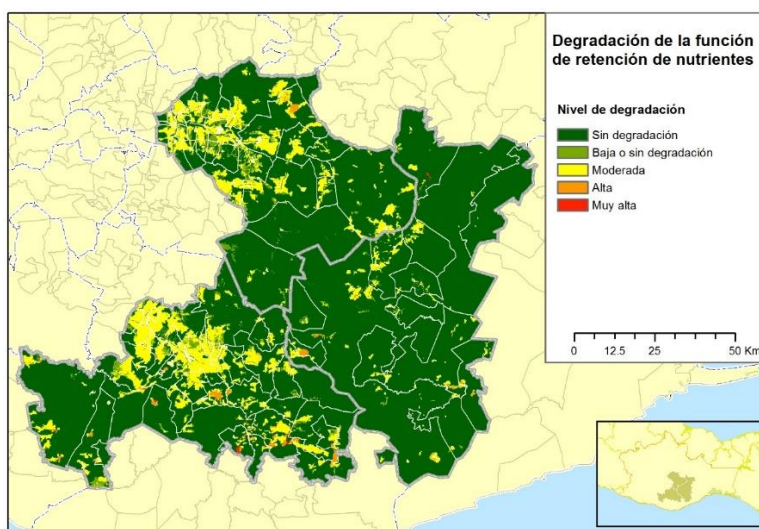 Degradación de la función
de retención de nutrientes
Nivel de degradación
Sin degradación
Baja o sin degradación
Moderada
Alta
Muy alta
0 12.5 25 50 Km